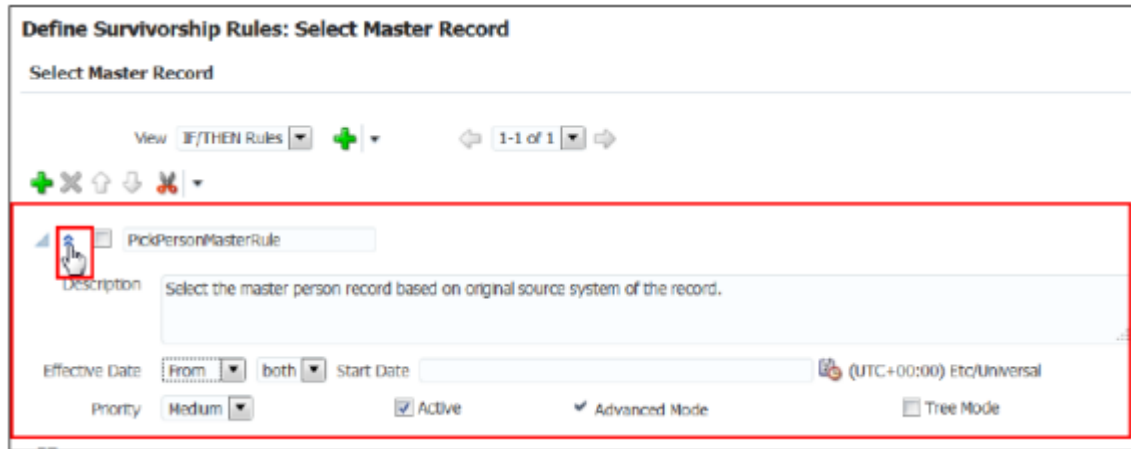 Define Survivorship Rules: Select Master Record
Select Master Record
View IF/THEN Rules 1-1 of 1
PickPersonMasterRule
Description Select the master person record based on original source system of the record.
Effective Date From both Start Date (UTC+00:00) Etc/Universal
Priority Medium Active Advanced Mode Tree Mode